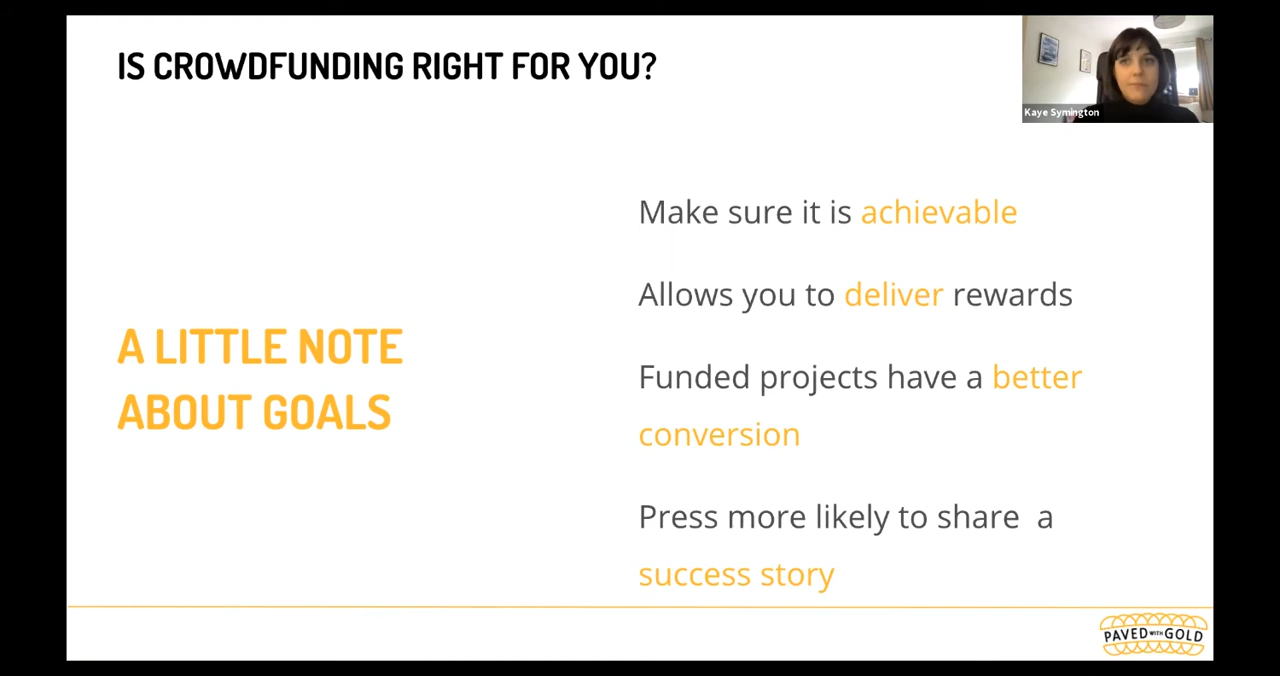 IS CROWDFUNDING RIGHT FOR YOU?
Kaye Symington
A LITTLE NOTE
ABOUT GOALS
Make sure it is achievable
Allows you to deliver rewards
Funded projects have a better
conversion
Press more likely to share a
success story
PAVED WITH GOLD